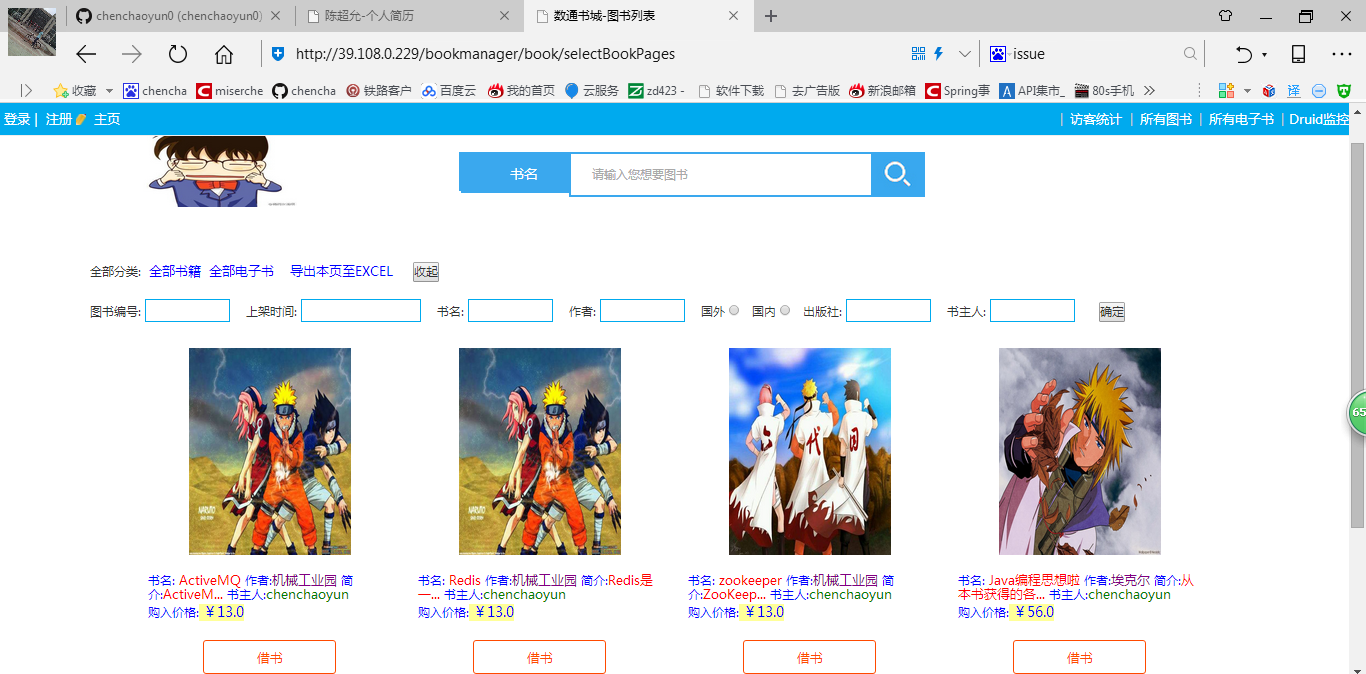 chenchaoyun0 (chenchaoyun0) 陈超允-个人简历 数通书城-图书列表
http://39.108.0.229/bookmanager/book/selectBookPages issue
收藏 chencha miserche chencha 铁路客户 百度云 我的首页 云服务 zd423 - 软件下载 去广告版 新浪邮箱 Spring事 API集市_ 80s手机 译
登录 | 注册 主页 | 访客统计 | 所有图书 | 所有电子书 | Druid监控
书名 请输入您想要图书
全部分类: 全部书籍 全部电子书 导出本页至EXCEL 收起
图书编号: 上架时间: 书名: 作者: 国外 国内 出版社: 书主人: 确定
65
NARUTO NARUTO
书名: ActiveMQ 作者:机械工业园 简
介:ActiveM... 书主人:chenchaoyun
购入价格: ￥13.0
借书
书名: Redis 作者:机械工业园 简介:Redis是
一... 书主人:chenchaoyun
购入价格: ￥13.0
借书
书名: zookeeper 作者:机械工业园 简
介:ZooKeep... 书主人:chenchaoyun
购入价格: ￥13.0
借书
书名: Java编程思想啦 作者:埃克尔 简介:从
本书获得的各... 书主人:chenchaoyun
购入价格: ￥56.0
借书